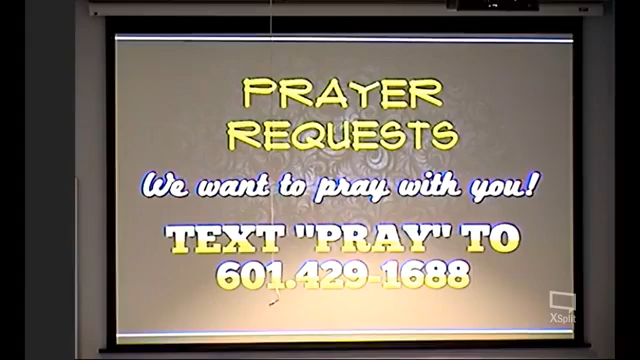 PRAYER
REQUESTS
We want to pray with you!
TEXT "PRAY" TO
601.429-1688
XSplit